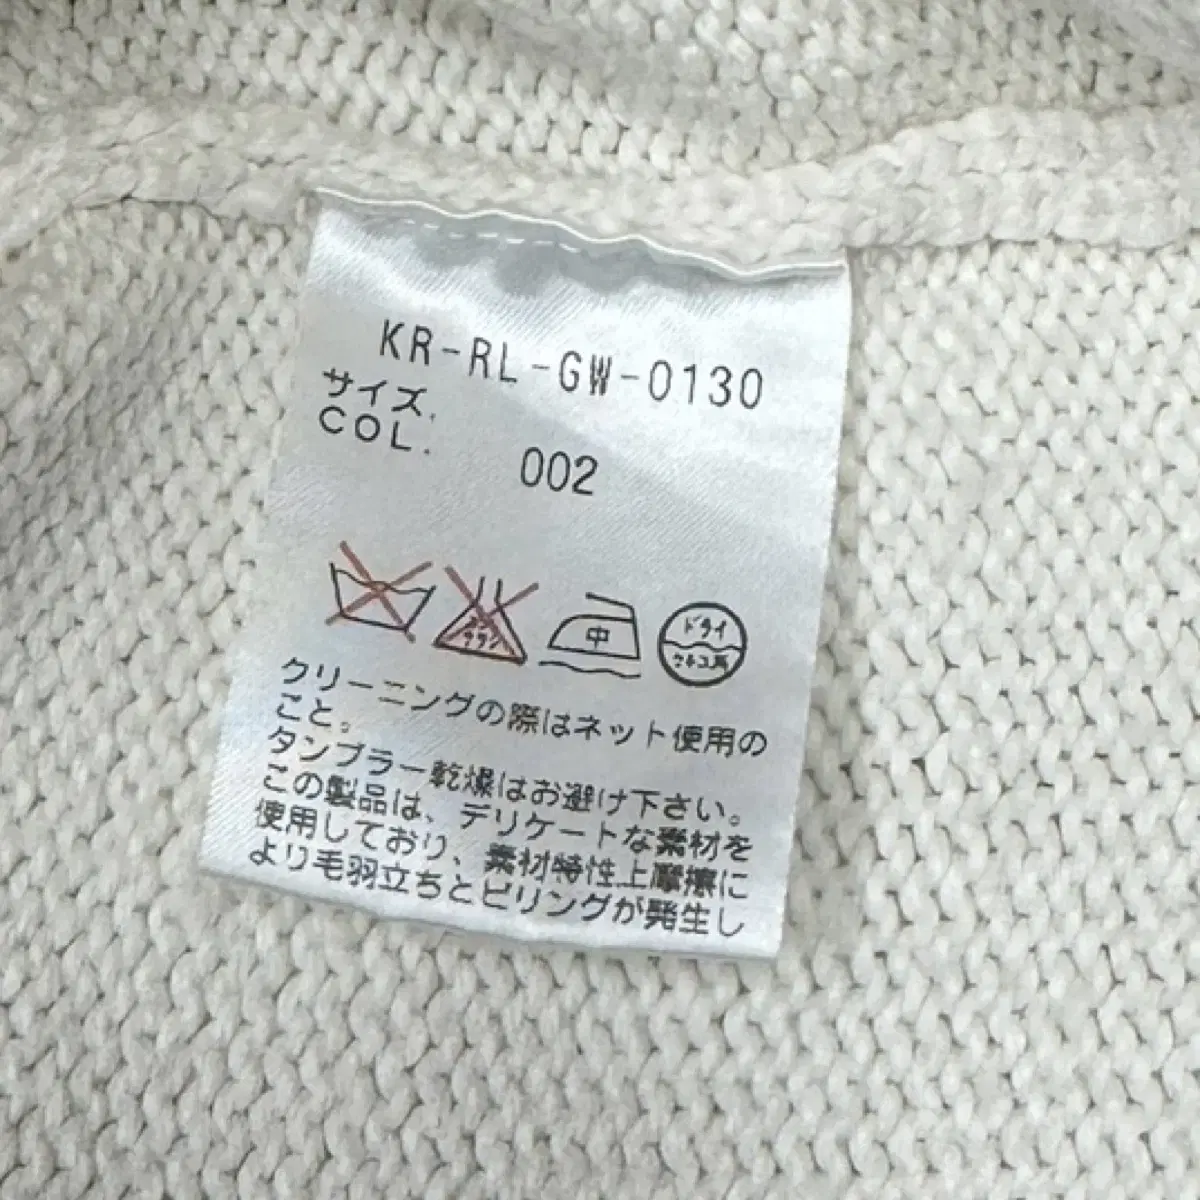 KR-RL-GW-0130
サイズ.
COL. 002
中
ドライ
クリーニングの際はネット使用の
こと。
タンブラー乾燥はお避け下さい。
この製品は、デリケートな素材を
使用しており、素材特性上摩擦に
より毛羽立ちとピリングが発生し